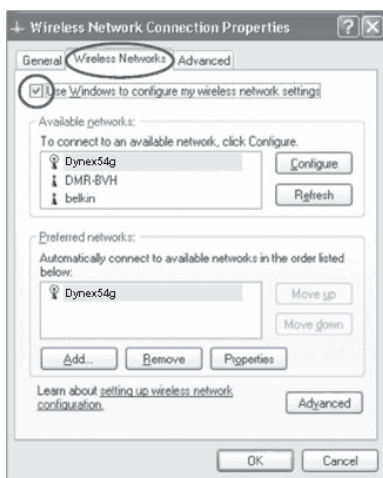 Wireless Network Connection Properties
General Wireless Networks Advanced
Use Windows to configure my wireless network settings
Available networks:
To connect to an available network, click Configure.
Dynex54g
DMR-BVH
belkin
Configure
Refresh
Preferred networks:
Automatically connect to available networks in the order listed
below:
Dynex54g
Move up
Move down
Add... Remove Properties
Learn about setting up wireless network
configuration.
Advanced
OK Cancel